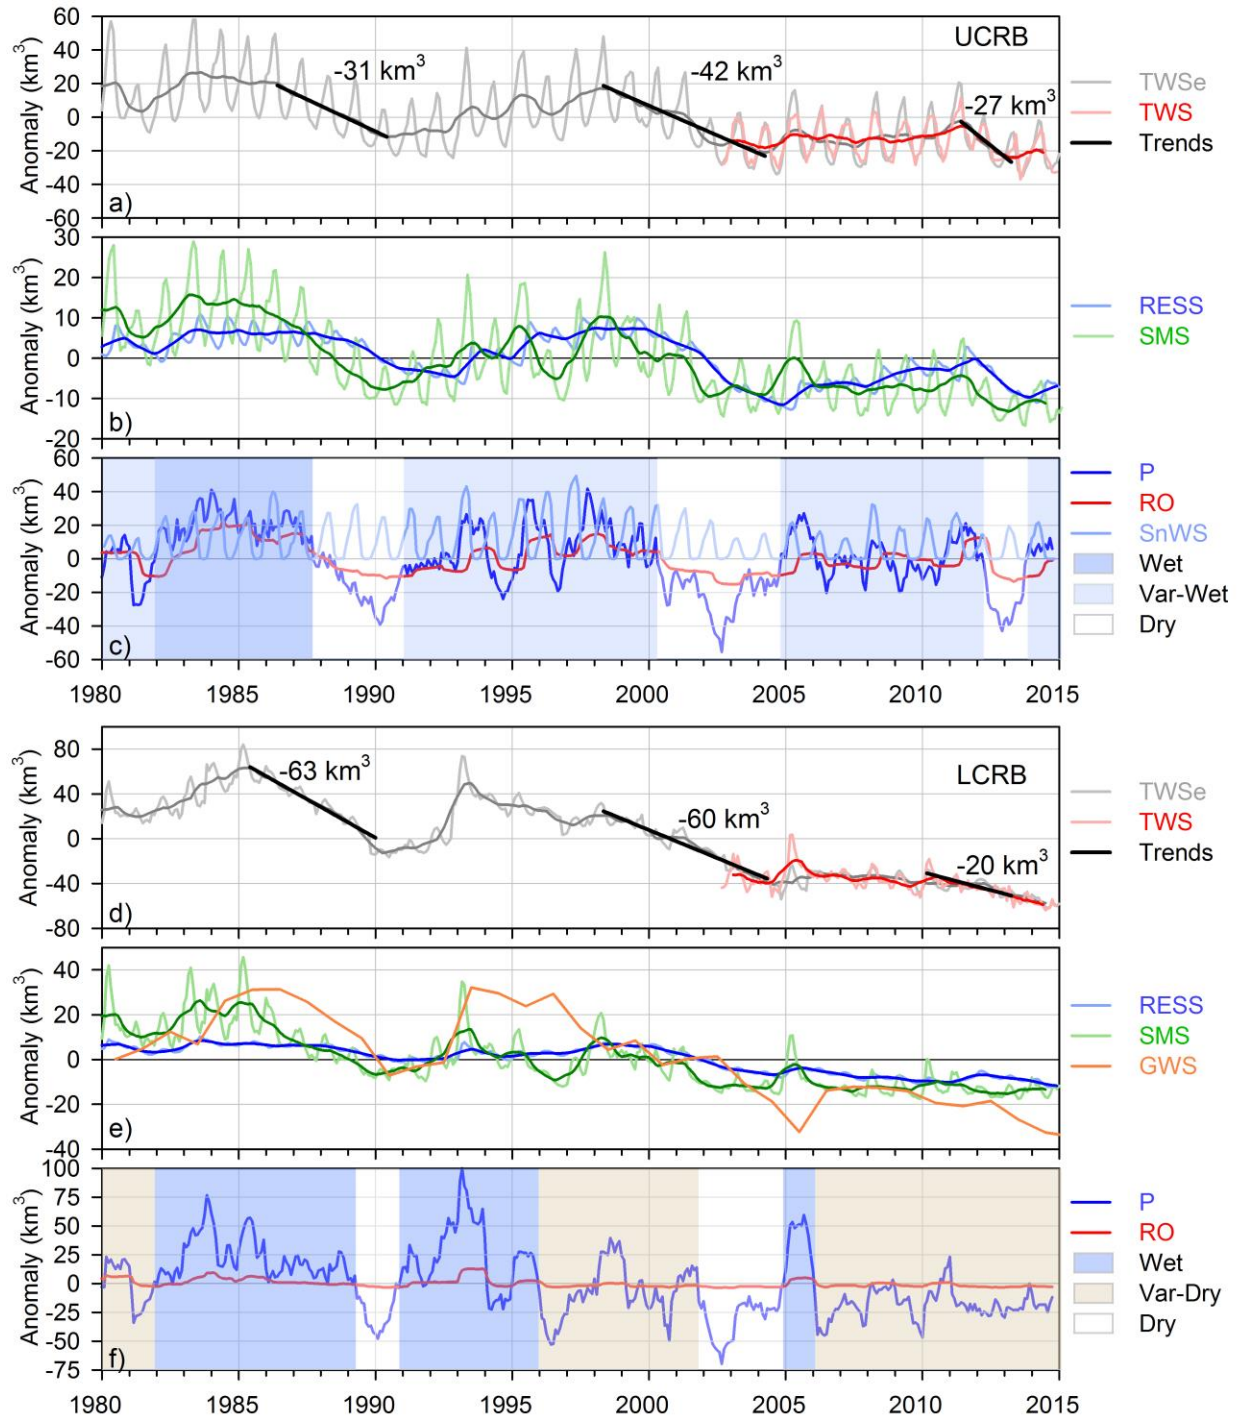 60
40
20
0
-20
-40
-60
Anomaly (km³)
a)
UCRB
-31 km³
-42 km³
-27 km³
TWSe
TWS
Trends
30
20
10
0
-10
-20
Anomaly (km³)
b)
RESS
SMS
60
40
20
0
-20
-40
-60
Anomaly (km³)
c)
P
RO
SnWS
Wet
Var-Wet
Dry
1980 1985 1990 1995 2000 2005 2010 2015
80
40
0
-40
-80
Anomaly (km³)
d)
LCRB
-63 km³
-60 km³
-20 km³
TWSe
TWS
Trends
40
20
0
-20
-40
Anomaly (km³)
e)
RESS
SMS
GWS
100
75
50
25
0
-25
-50
-75
Anomaly (km³)
f)
P
RO
Wet
Var-Dry
Dry
1980 1985 1990 1995 2000 2005 2010 2015